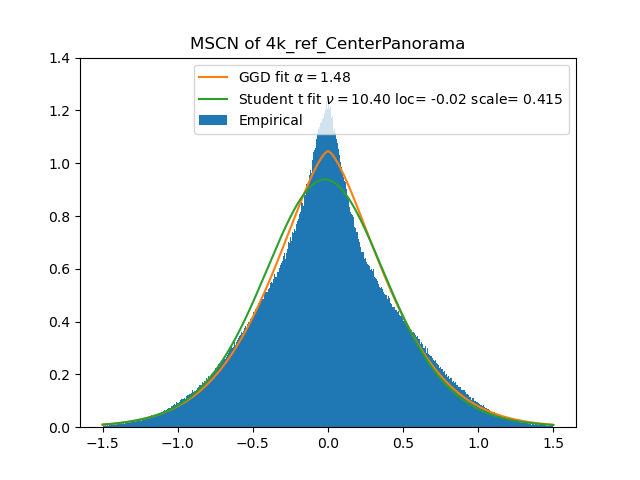 MSCN of 4k_ref_CenterPanorama
GGD fit α = 1.48
Student t fit ν = 10.40 loc= -0.02 scale= 0.415
Empirical
1.4
1.2
1.0
0.8
0.6
0.4
0.2
0.0
−1.5 −1.0 −0.5 0.0 0.5 1.0 1.5